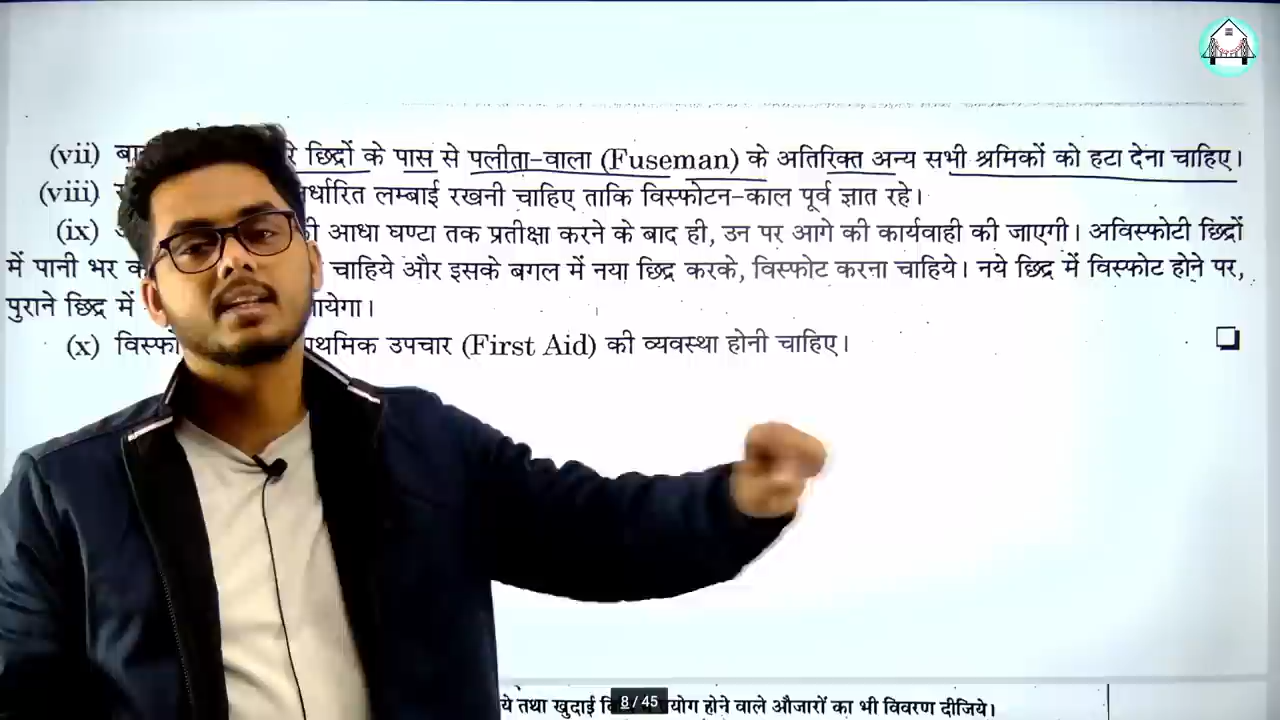 (vii) छिद्रों के पास से पलीता-वाला (Fuseman) के अतिरिक्त अन्य सभी श्रमिकों को हटा देना चाहिए।
(viii) लम्बाई रखनी चाहिए ताकि विस्फोटन-काल पूर्व ज्ञात रहे।
(ix) आधा घण्टा तक प्रतीक्षा करने के बाद ही, उन पर आगे की कार्यवाही की जाएगी। अविस्फोटी छिद्रों
में पानी भर चाहिये और इसके बगल में नया छिद्र करके, विस्फोट करना चाहिये। नये छिद्र में विस्फोट होने पर,
पुराने छिद्र में
(x) उपचार (First Aid) की व्यवस्था होनी चाहिए।
तथा खुदाई होने वाले औजारों का भी विवरण दीजिये।
8 / 45